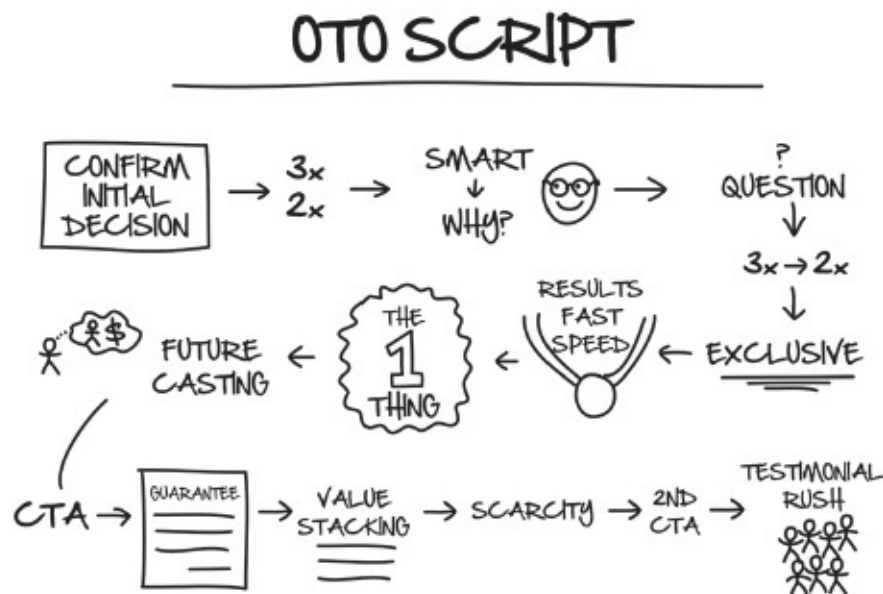 OTO SCRIPT
CONFIRM
INITIAL
DECISION
3x
2x
SMART
WHY?
?
QUESTION
3x → 2x
EXCLUSIVE
RESULTS
FAST
SPEED
THE
1
THING
FUTURE
CASTING
$
CTA
GUARANTEE
VALUE
STACKING
SCARCITY
2ND
CTA
TESTIMONIAL
RUSH